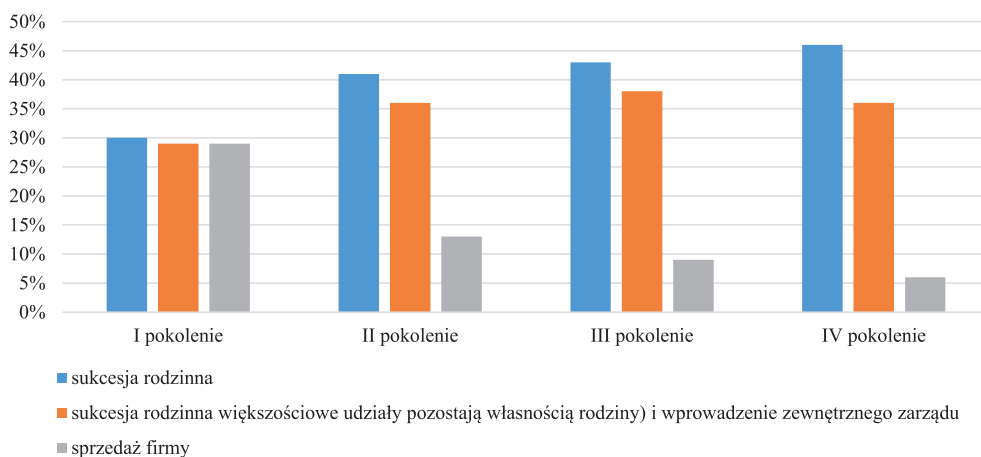 50%
45%
40%
35%
30%
25%
20%
15%
10%
5%
0%
I pokolenie II pokolenie III pokolenie IV pokolenie
sukcesja rodzinna
sukcesja rodzinna większościowe udziały pozostają własnością rodziny) i wprowadzenie zewnętrznego zarządu
sprzedaż firmy